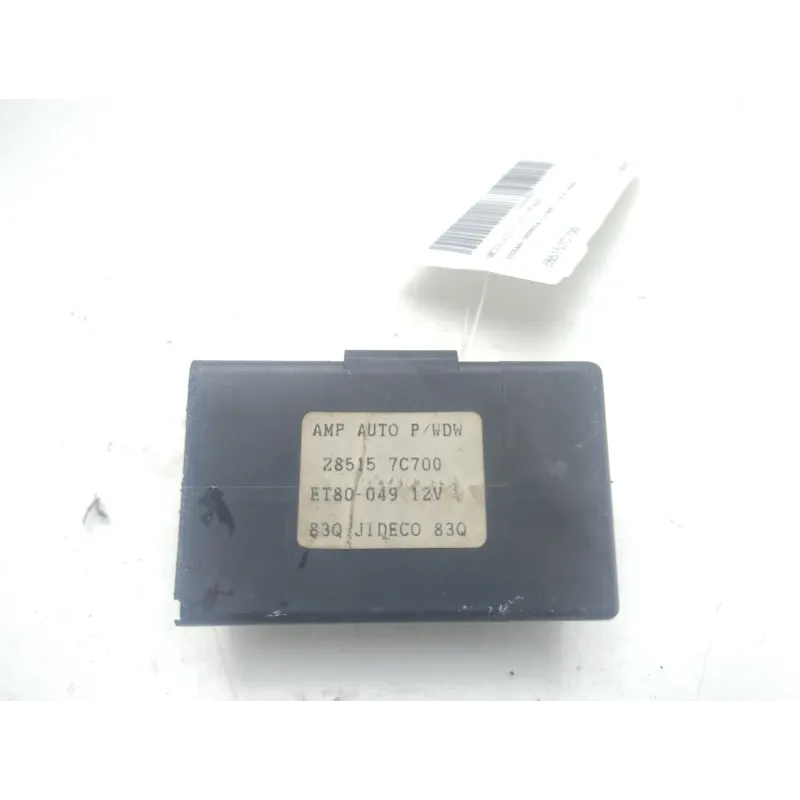 AMP AUTO P/WDW
28515 7C700
ET80-049 12V
83Q JIDECO 83Q